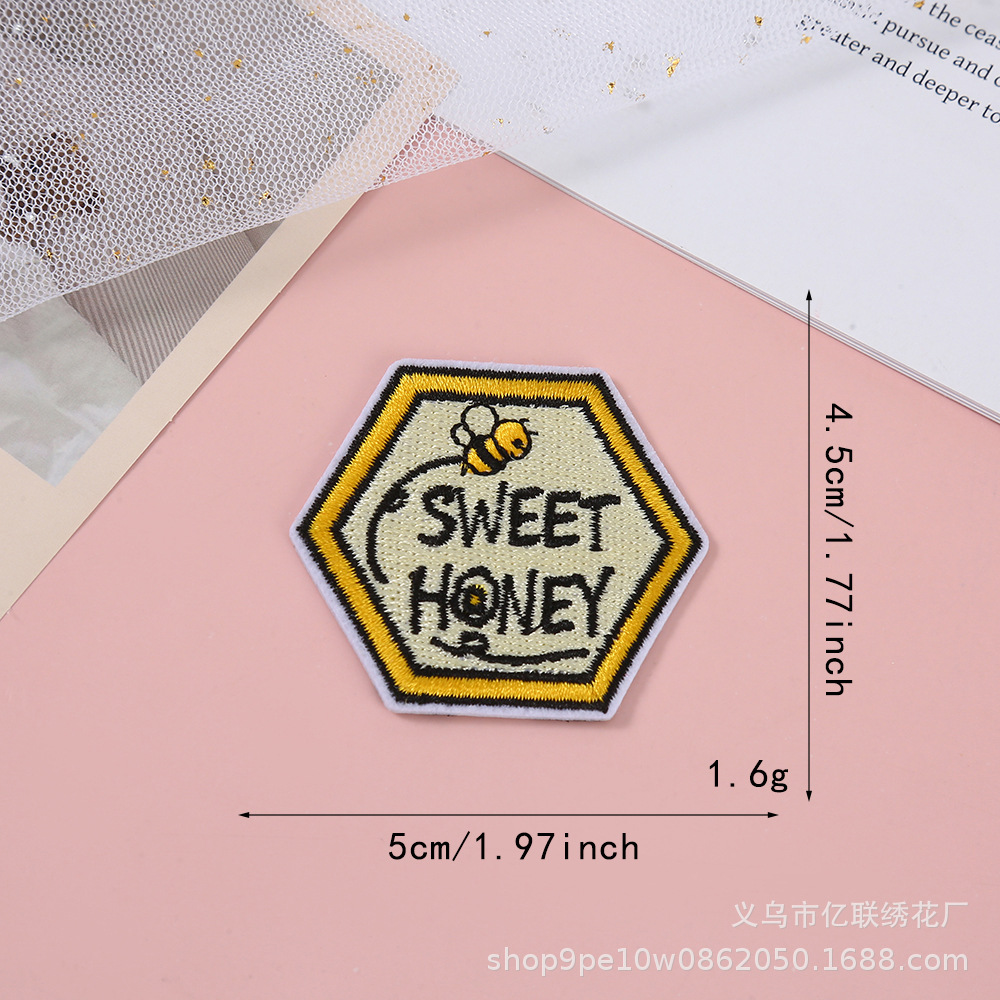 the ceas
pursue and c
greater and deeper to
SWEET
HONEY
4.5cm/1.77inch
1.6g
5cm/1.97inch
义乌市亿联绣花厂
shop9pe10w0862050.1688.com